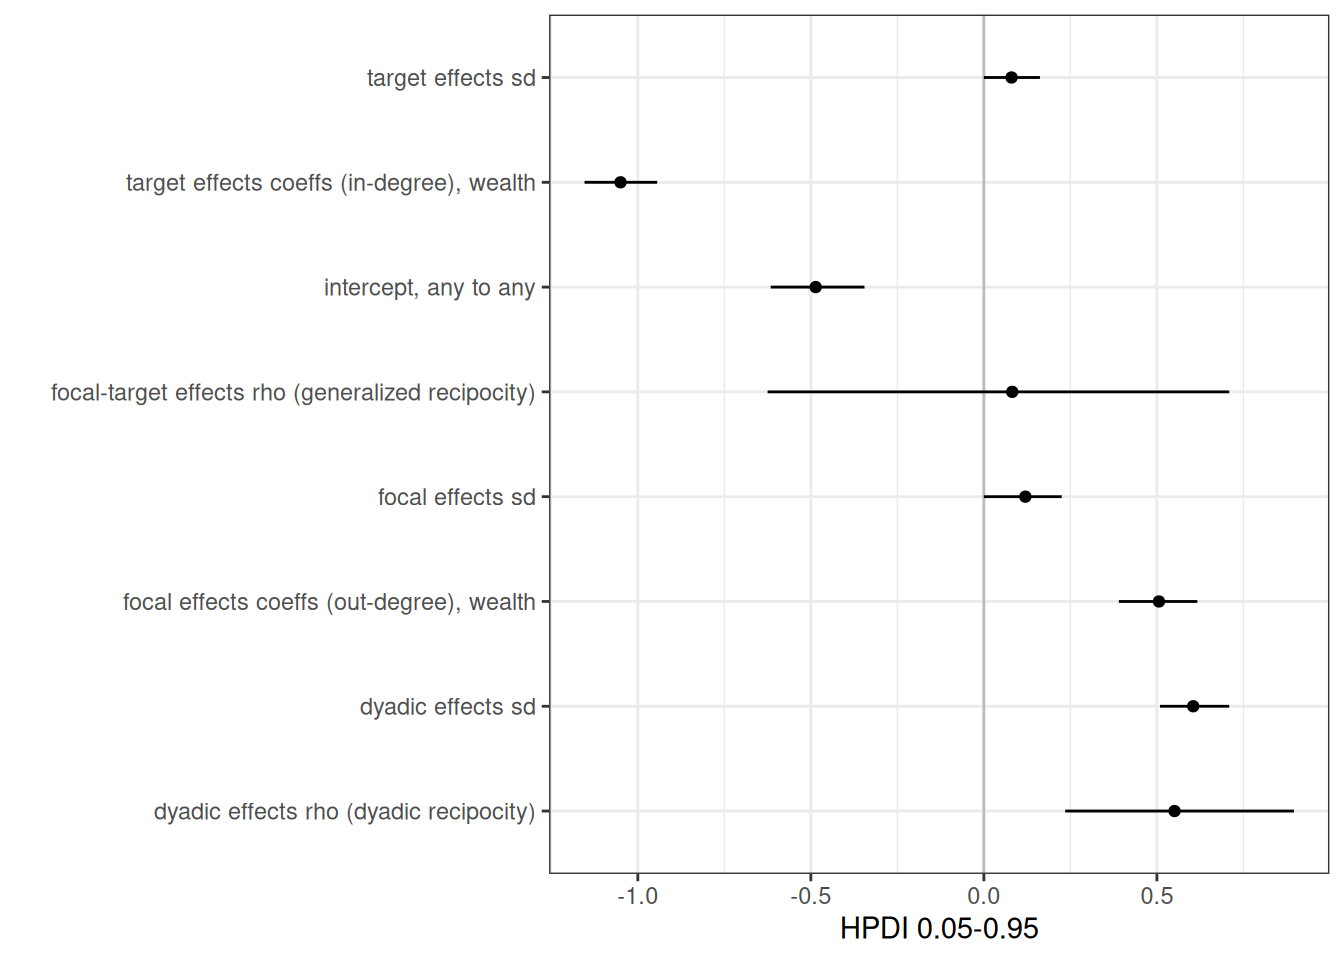 target effects sd
target effects coeffs (in-degree), wealth
intercept, any to any
focal-target effects rho (generalized recipocity)
focal effects sd
focal effects coeffs (out-degree), wealth
dyadic effects sd
dyadic effects rho (dyadic recipocity)
-1.0 -0.5 0.0 0.5
HPDI 0.05-0.95